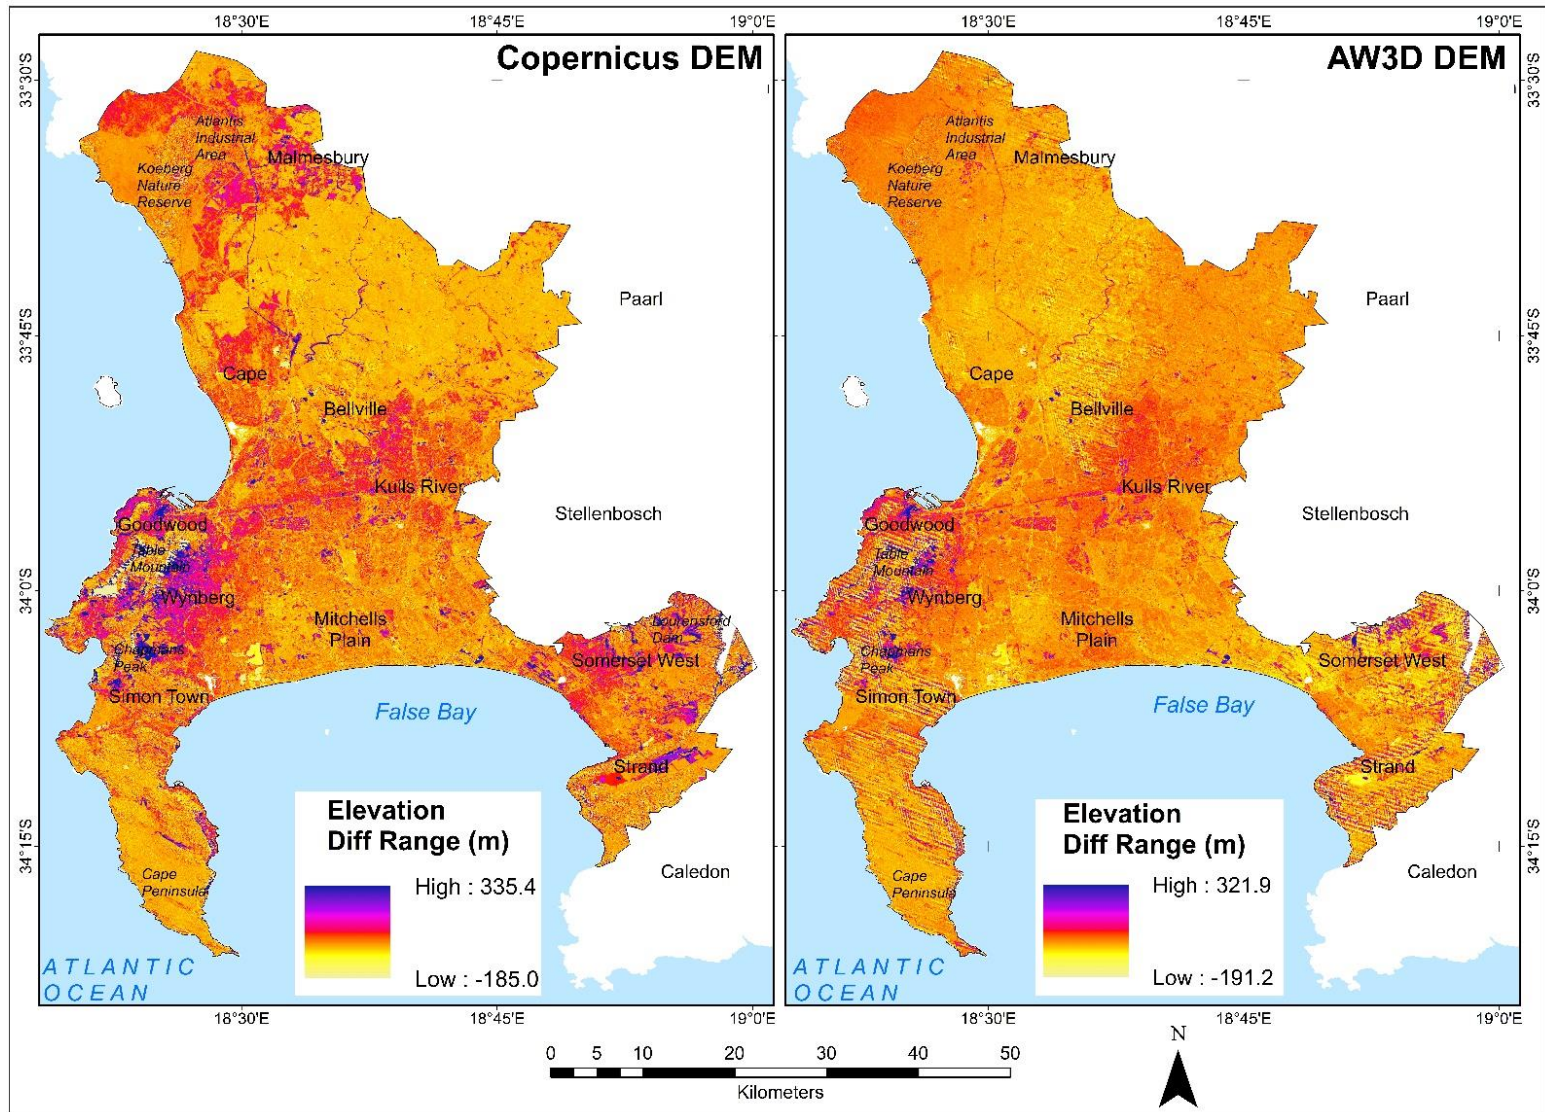 18°30'E
18°45'E
19°0'E
18°30'E
18°45'E
19°0'E
Copernicus DEM
33°30'S
33°45'S
34°0'S
34°15'S
Atlantis
Industrial
Area
Malmesbury
Koeberg
Nature
Reserve
Paarl
Cape
Bellville
Kuils River
Stellenbosch
Goodwood
Table
Mountain
Wynberg
Mitchells
Plain
Lourensford
Dam
Chapmans
Peak
Somerset West
Simon Town
False Bay
Strand
Elevation
Diff Range (m)
High : 335.4
Low : -185.0
Cape
Peninsula
Caledon
ATLANTIC
OCEAN
AW3D DEM
33°30'S
33°45'S
34°0'S
34°15'S
Atlantis
Industrial
Area
Malmesbury
Koeberg
Nature
Reserve
Paarl
Cape
Bellville
Kuils River
Stellenbosch
Goodwood
Table
Mountain
Wynberg
Mitchells
Plain
Chapmans
Peak
Somerset West
Simon Town
False Bay
Strand
Elevation
Diff Range (m)
High : 321.9
Low : -191.2
Cape
Peninsula
Caledon
ATLANTIC
OCEAN
18°30'E
18°45'E
19°0'E
18°30'E
18°45'E
19°0'E
0 5 10 20 30 40 50
Kilometers
N